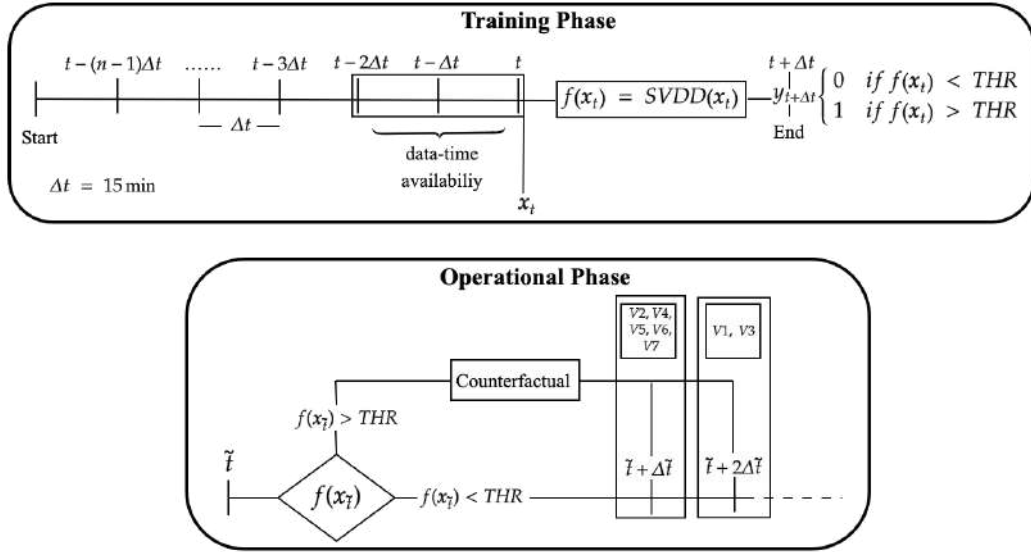 Training Phase
t − (n − 1)Δt ...... t − 3Δt t − 2Δt t − Δt t
Start
Δt
data-time
availabiliy
Δt = 15 min
x_t
f(x_t) = SVDD(x_t)
t + Δt
y_{t+Δt} { 0 if f(x_t) < THR
1 if f(x_t) > THR
End
Operational Phase
V2, V4,
V5, V6,
V7
V1, V3
Counterfactual
f(x_t̃) > THR
t̃
f(x_t̃)
f(x_t̃) < THR
t̃ + Δt̃
t̃ + 2Δt̃